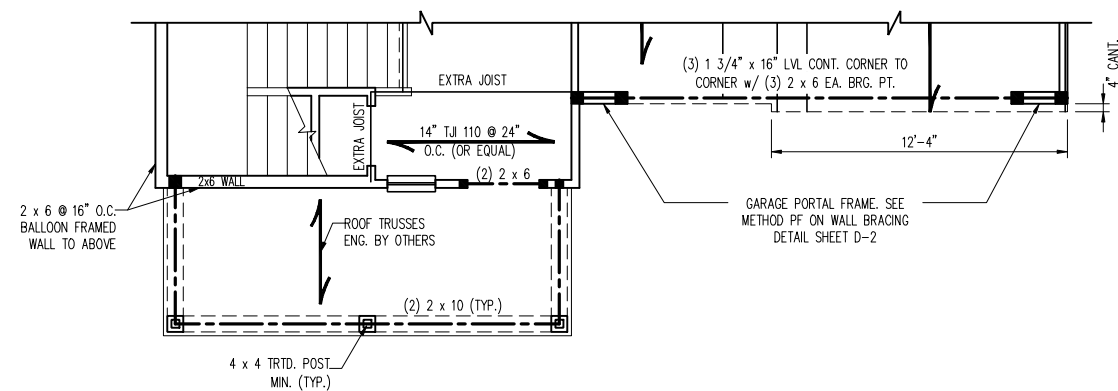 (3) 1 3/4" x 16" LVL CONT. CORNER TO
CORNER w/ (3) 2 x 6 EA. BRG. PT.
4" CANT.
EXTRA JOIST
EXTRA JOIST
14" TJI 110 @ 24"
O.C. (OR EQUAL)
12'-4"
(2) 2 x 6
2x6 WALL
2 x 6 @ 16" O.C.
BALLOON FRAMED
WALL TO ABOVE
ROOF TRUSSES
ENG. BY OTHERS
GARAGE PORTAL FRAME. SEE
METHOD PF ON WALL BRACING
DETAIL SHEET D-2
(2) 2 x 10 (TYP.)
4 x 4 TRTD. POST
MIN. (TYP.)